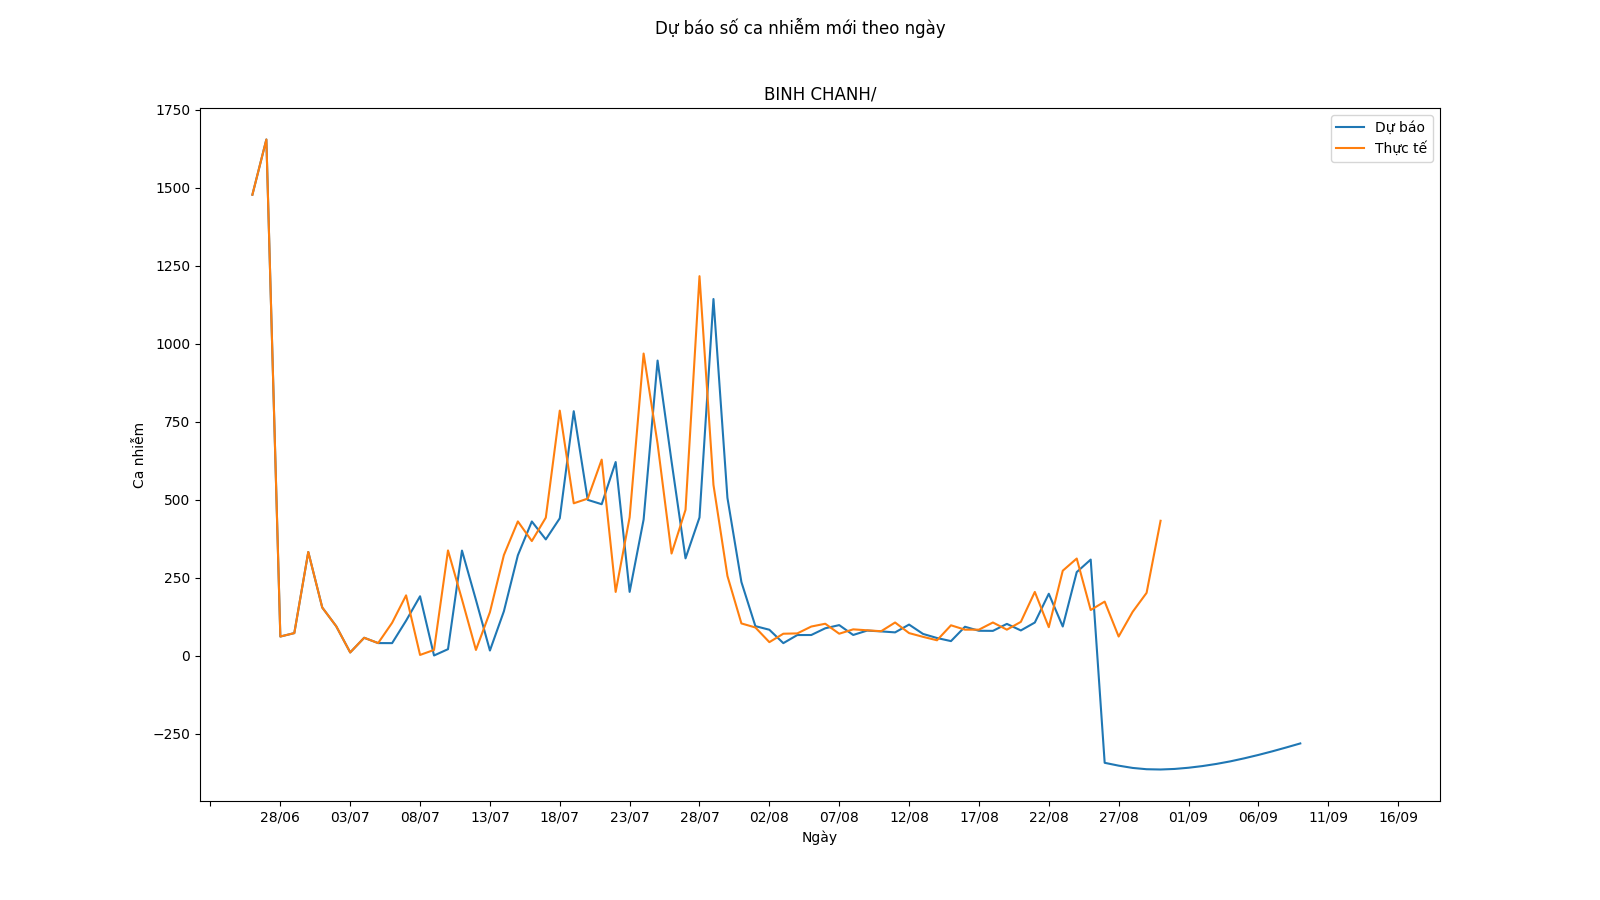 Dự báo số ca nhiễm mới theo ngày
BINH CHANH/
1750
1500
1250
1000
750
500
250
0
−250
Ca nhiễm
Dự báo
Thực tế
28/06 03/07 08/07 13/07 18/07 23/07 28/07 02/08 07/08 12/08 17/08 22/08 27/08 01/09 06/09 11/09 16/09
Ngày